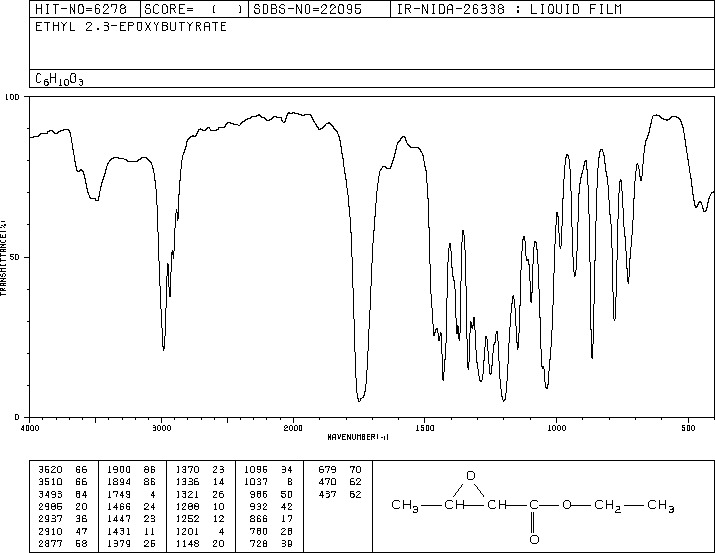 HIT-NO=6278 SCORE= ( ) SDBS-NO=22095 IR-NIDA-26338 : LIQUID FILM
ETHYL 2,3-EPOXYBUTYRATE
C6H10O3
100
50
0
TRANSMITTANCE(%)
4000 3000 2000 1500 1000 500
WAVENUMBER(-1)
3520 66 1900 86 1370 23 1096 34 679 70
3510 66 1894 86 1336 14 1037 8 470 62
3493 64 1749 4 1321 26 986 50 437 62
2985 20 1466 24 1288 10 932 42
2937 36 1447 23 1252 12 866 17
2910 47 1431 11 1201 4 780 28
2877 58 1379 26 1148 20 728 39
O
CH3 CH CH C O CH2 CH3
O